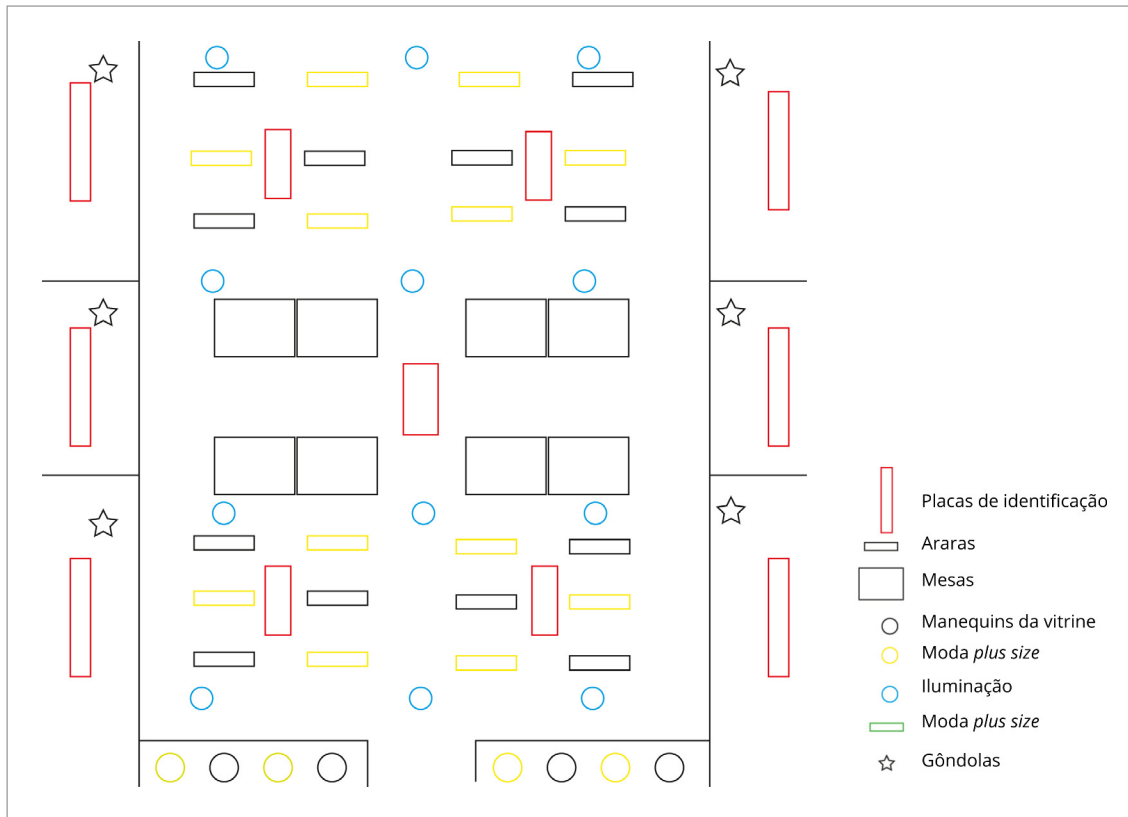 Placas de identificação
Araras
Mesas
Manequins da vitrine
Moda plus size
Iluminação
Moda plus size
Gôndolas